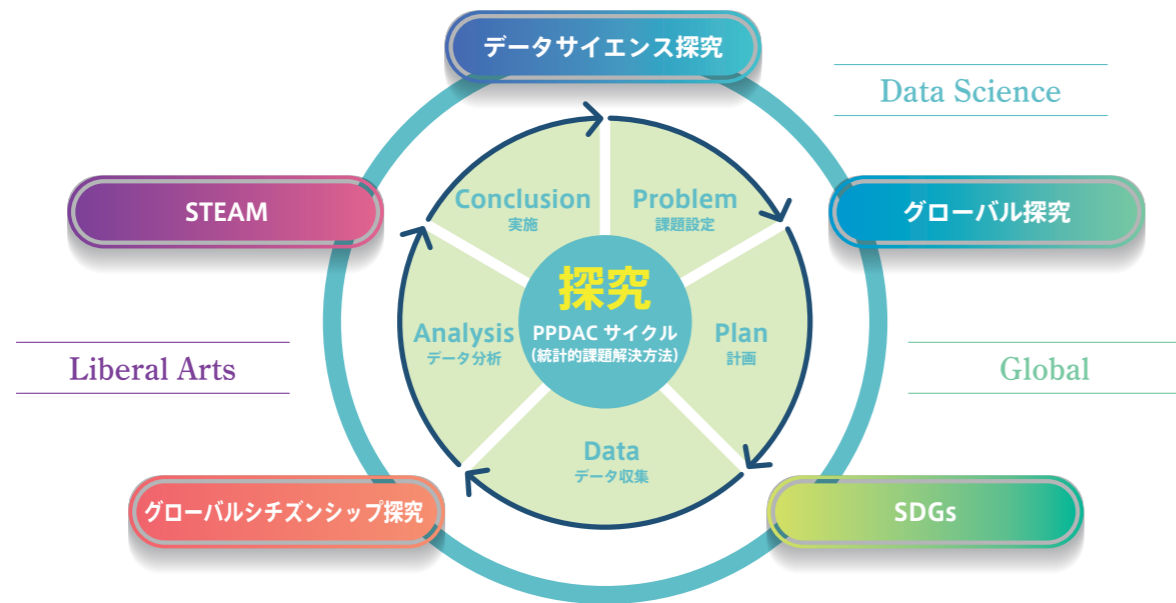 データサイエンス探究
Data Science
STEAM
グローバル探究
Conclusion
実施
Problem
課題設定
探究
PPDAC サイクル
(統計的課題解決方法)
Analysis
データ分析
Plan
計画
Liberal Arts
Global
Data
データ収集
グローバルシチズンシップ探究
SDGs